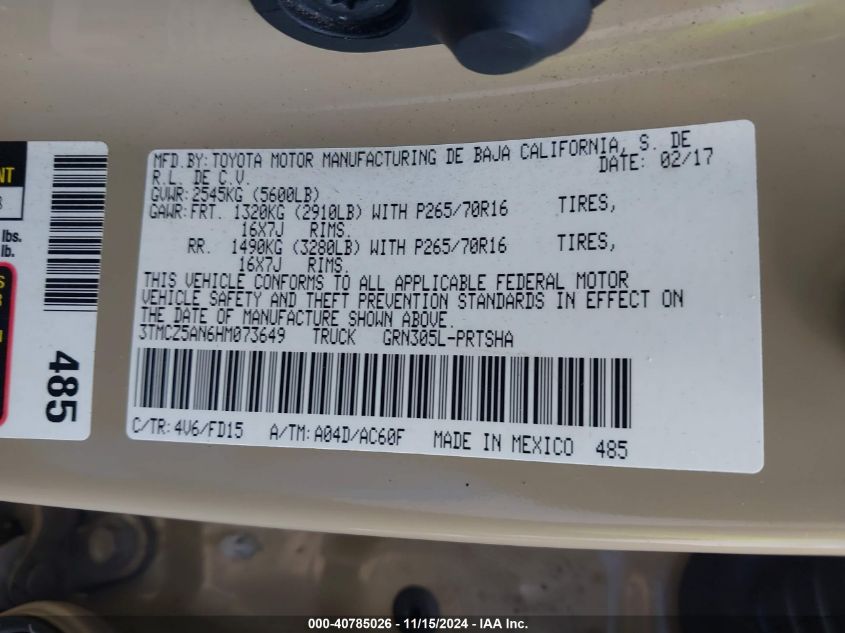 MFD.BY:TOYOTA MOTOR MANUFACTURING DE BAJA CALIFORNIA, S. DE
R.L. DE C.V. DATE: 02/17
GVWR:2545KG (5600LB)
GAWR:FRT. 1320KG (2910LB) WITH P265/70R16 TIRES,
16X7J RIMS.
RR. 1490KG (3280LB) WITH P265/70R16 TIRES,
16X7J RIMS.
THIS VEHICLE CONFORMS TO ALL APPLICABLE FEDERAL MOTOR
VEHICLE SAFETY AND THEFT PREVENTION STANDARDS IN EFFECT ON
THE DATE OF MANUFACTURE SHOWN ABOVE.
3TMCZ5AN6HM073649 TRUCK GRN305L-PRTSHA
C/TR:4V6/FD15 A/TM:A04D/AC60F MADE IN MEXICO 485
lbs.
lb.
485
000-40785026 - 11/15/2024 - IAA Inc.